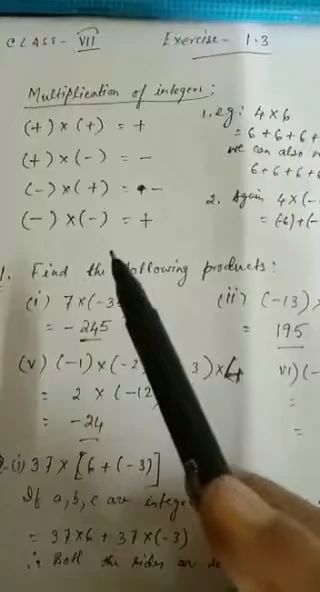 CLASS - VII Exercise - 1.3
Multiplication of integers:
(+) × (+) = +
(+) × (-) = -
(-) × (+) = -
(-) × (-) = +
1. eg: 4 × 6
= 6 + 6 + 6 +
we can also
6 + 6 + 6 +
2. Again 4 × (-
= (-6) + (-
1. Find the following products:
(i) 7 × (-3
= -245
(ii) (-13) ×
= 195
(v) (-1) × (-2 3) × 4
= 2 × (-12
= -24
vi) (-
=
=
(i) 37 × [6 + (-3)]
If a, b, c are integer
= 37×6 + 37×(-3)
∴ Both the sides are